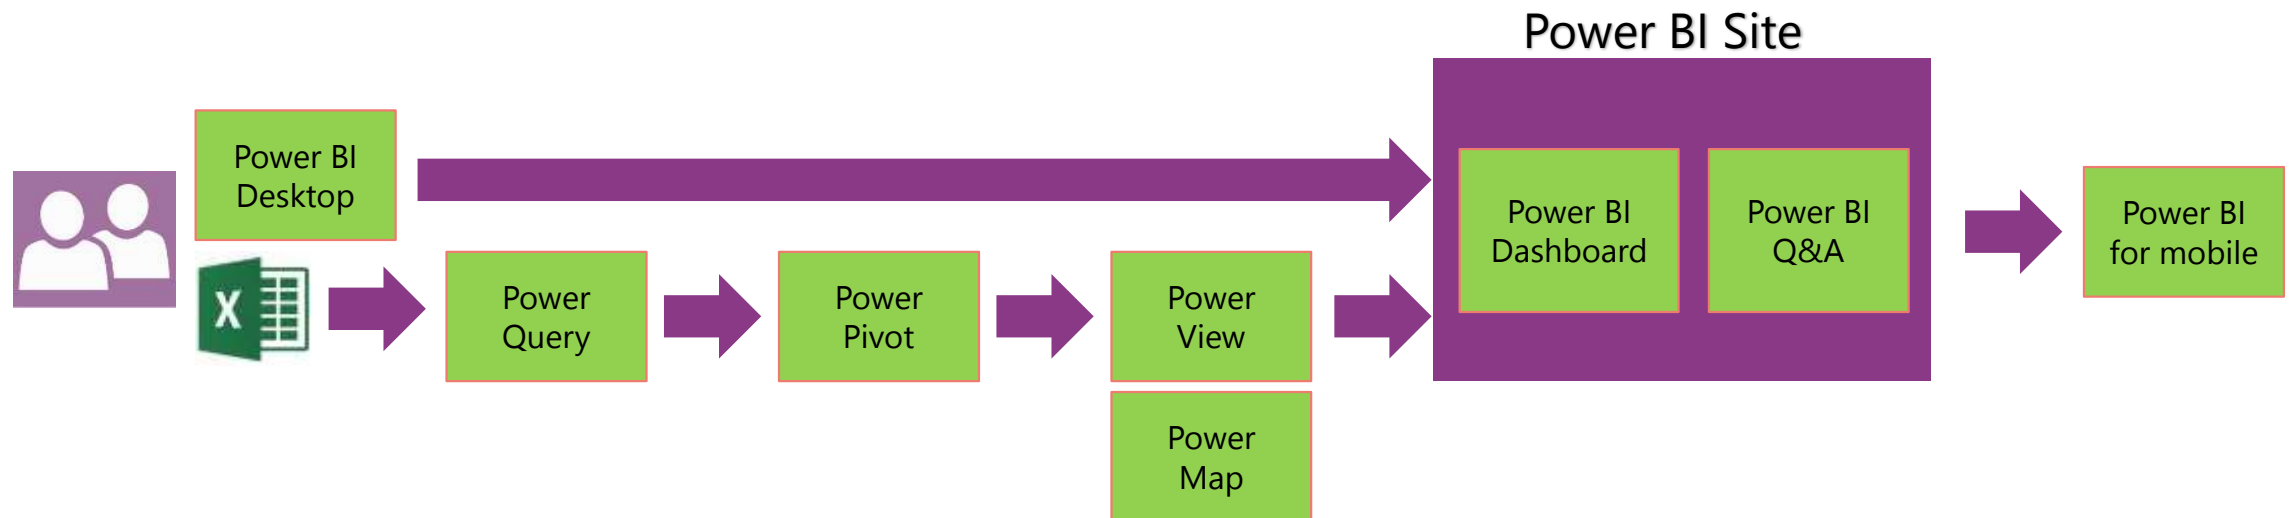 Power BI Site
Power BI
Desktop
Power BI
Dashboard
Power BI
Q&A
Power BI
for mobile
X
Power
Query
Power
Pivot
Power
View
Power
Map